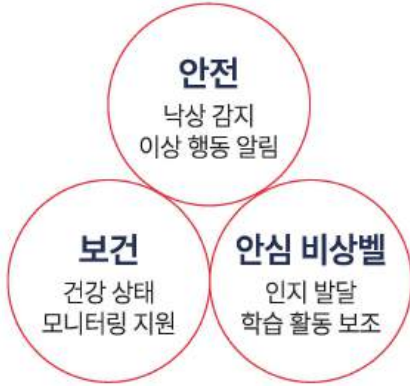 안전
낙상 감지
이상 행동 알림
보건
건강 상태
모니터링 지원
안심 비상벨
인지 발달
학습 활동 보조